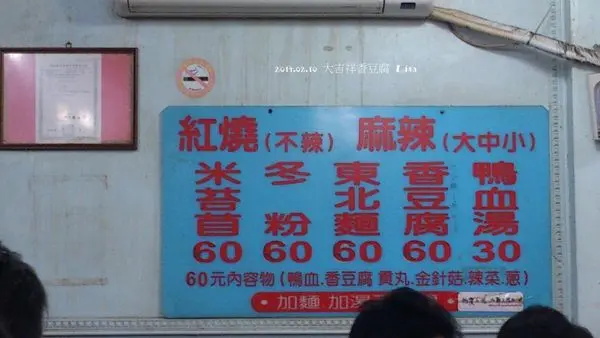 2014.02.10 大吉祥香豆腐 Lisa
紅燒(不辣) 麻辣(大中小)
米苔首 60
冬粉 60
東北麵 60
香豆腐 60
鴨血湯 30
60元內容物(鴨血.香豆腐 貢丸.金針菇.辣菜.蔥)
加麵.加湯